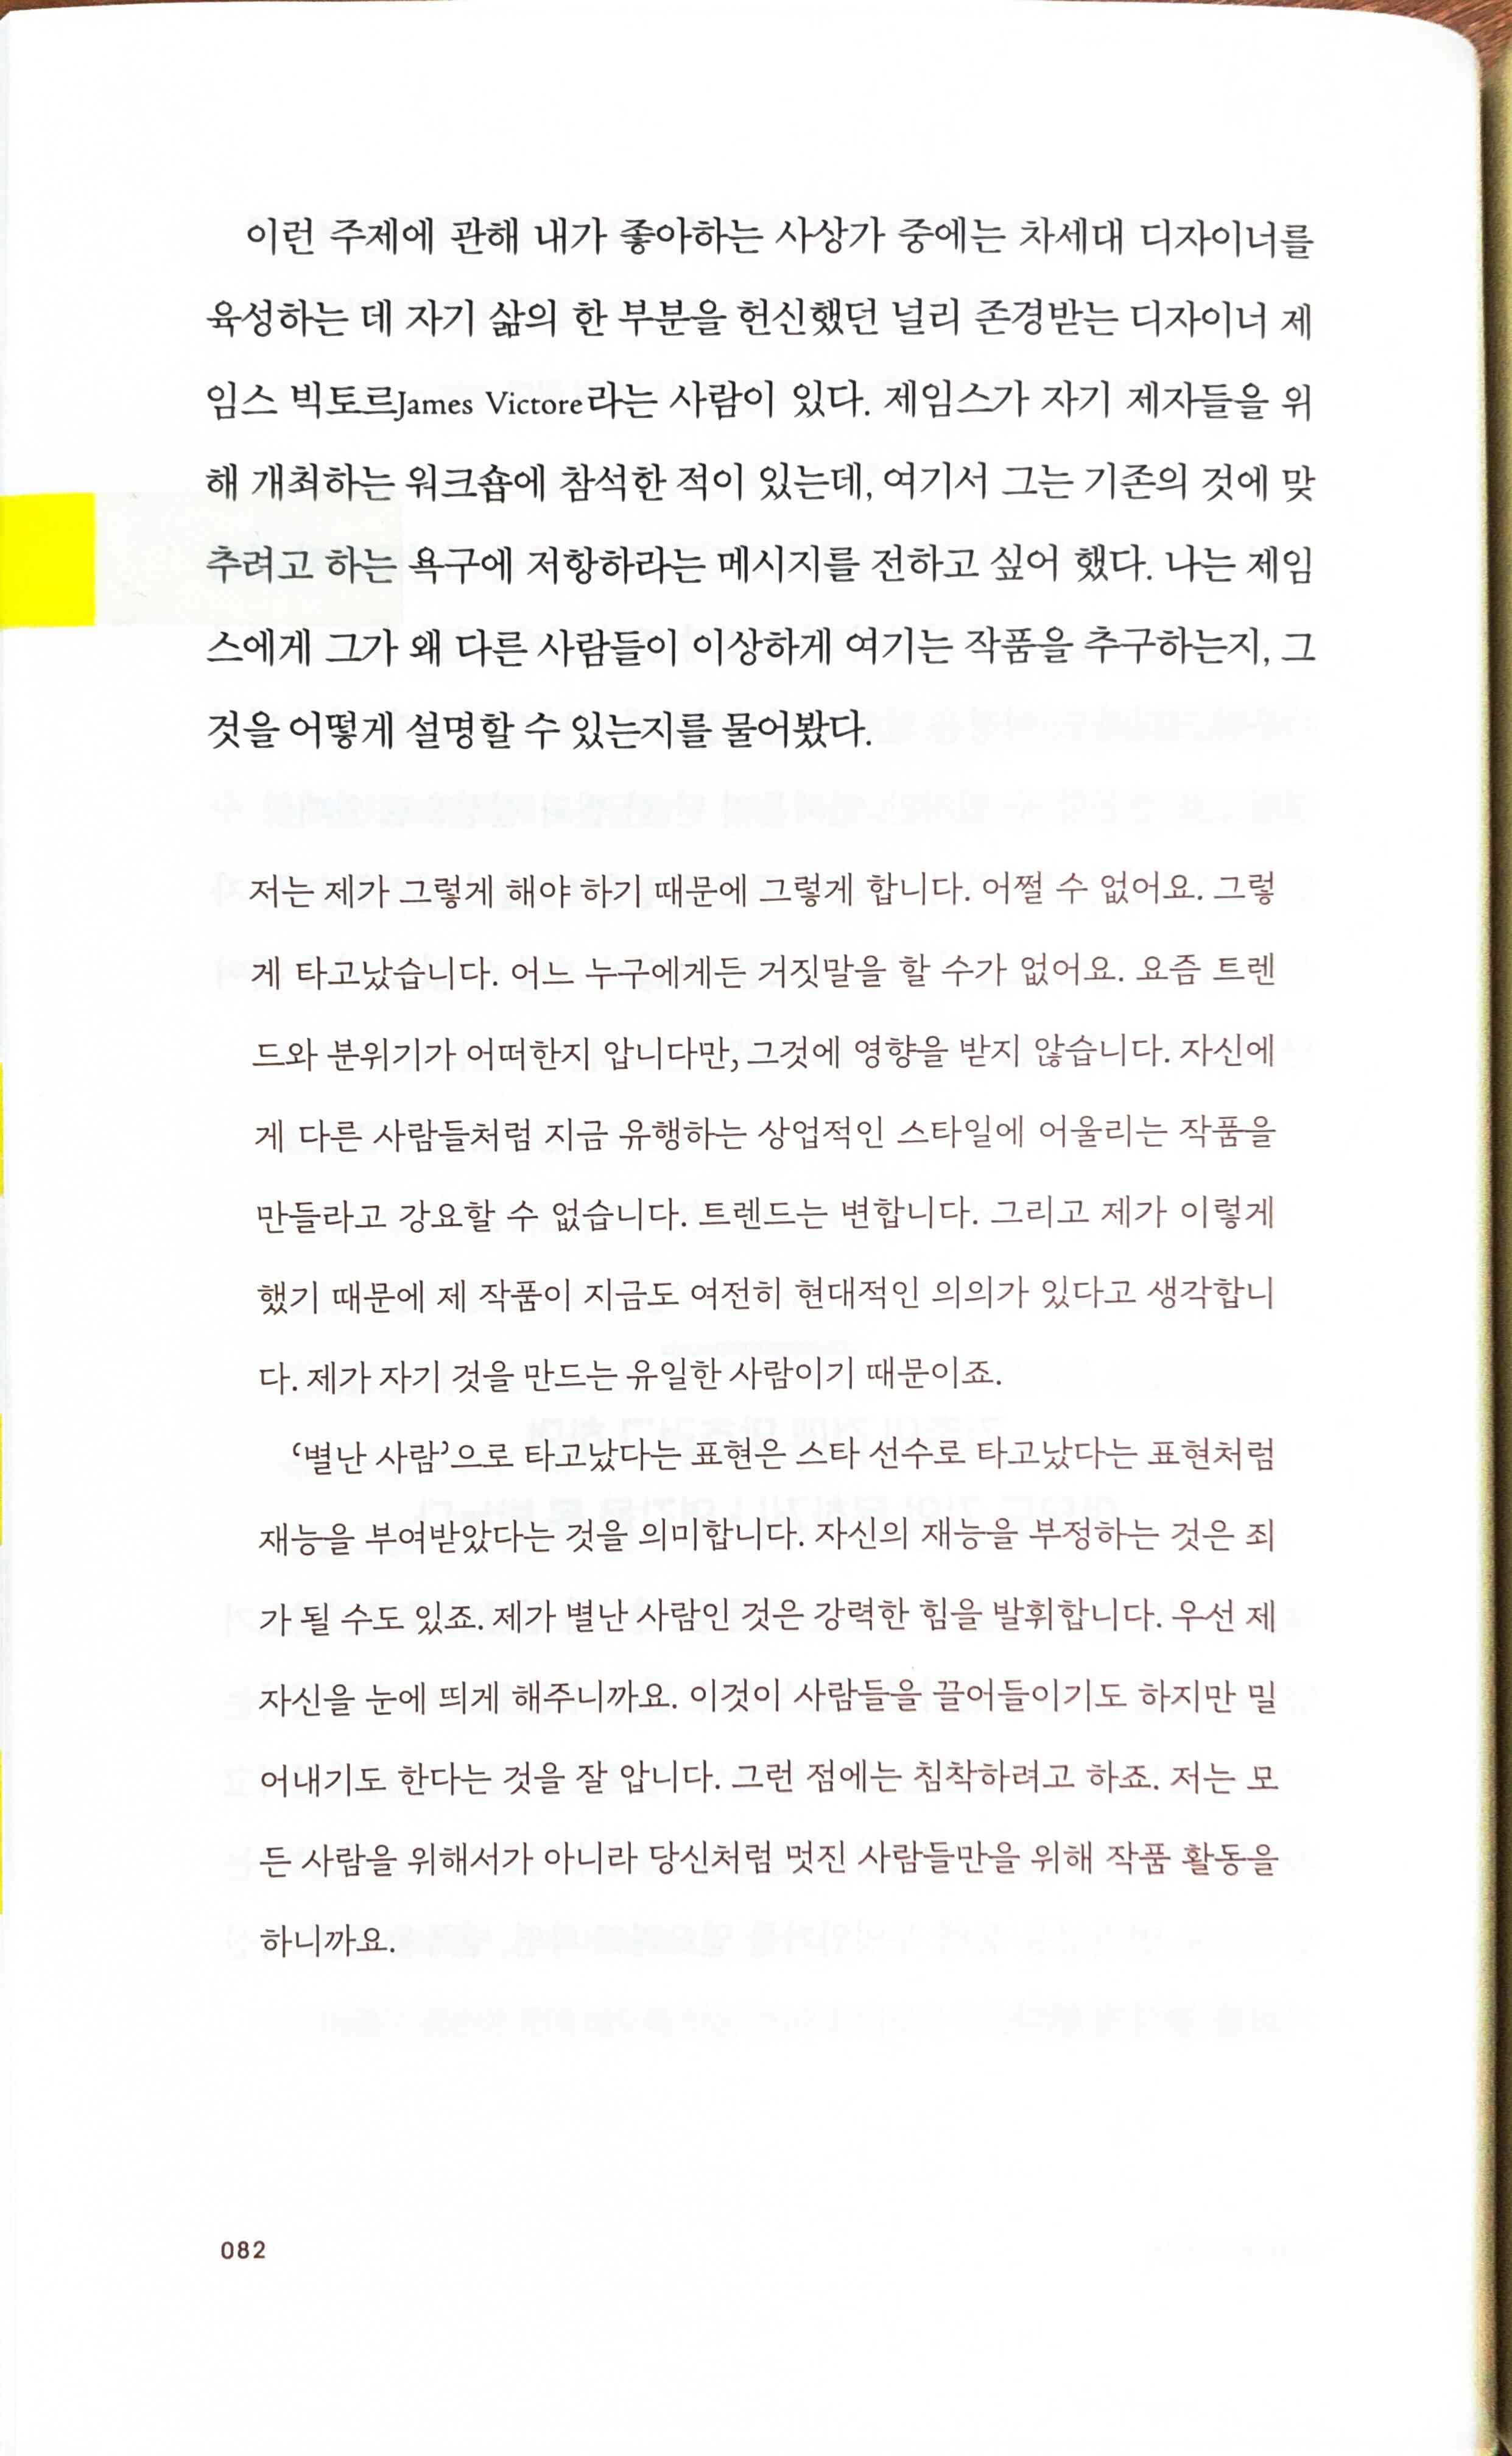 이런 주제에 관해 내가 좋아하는 사상가 중에는 차세대 디자이너를
육성하는 데 자기 삶의 한 부분을 헌신했던 널리 존경받는 디자이너 제
임스 빅토르James Victore라는 사람이 있다. 제임스가 자기 제자들을 위
해 개최하는 워크숍에 참석한 적이 있는데, 여기서 그는 기존의 것에 맞
추려고 하는 욕구에 저항하라는 메시지를 전하고 싶어 했다. 나는 제임
스에게 그가 왜 다른 사람들이 이상하게 여기는 작품을 추구하는지, 그
것을 어떻게 설명할 수 있는지를 물어봤다.
저는 제가 그렇게 해야 하기 때문에 그렇게 합니다. 어쩔 수 없어요. 그렇
게 타고났습니다. 어느 누구에게든 거짓말을 할 수가 없어요. 요즘 트렌
드와 분위기가 어떠한지 압니다만, 그것에 영향을 받지 않습니다. 자신에
게 다른 사람들처럼 지금 유행하는 상업적인 스타일에 어울리는 작품을
만들라고 강요할 수 없습니다. 트렌드는 변합니다. 그리고 제가 이렇게
했기 때문에 제 작품이 지금도 여전히 현대적인 의의가 있다고 생각합니
다. 제가 자기 것을 만드는 유일한 사람이기 때문이죠.
‘별난 사람’으로 타고났다는 표현은 스타 선수로 타고났다는 표현처럼
재능을 부여받았다는 것을 의미합니다. 자신의 재능을 부정하는 것은 죄
가 될 수도 있죠. 제가 별난 사람인 것은 강력한 힘을 발휘합니다. 우선 제
자신을 눈에 띄게 해주니까요. 이것이 사람들을 끌어들이기도 하지만 밀
어내기도 한다는 것을 잘 압니다. 그런 점에는 침착하려고 하죠. 저는 모
든 사람을 위해서가 아니라 당신처럼 멋진 사람들만을 위해 작품 활동을
하니까요.
082